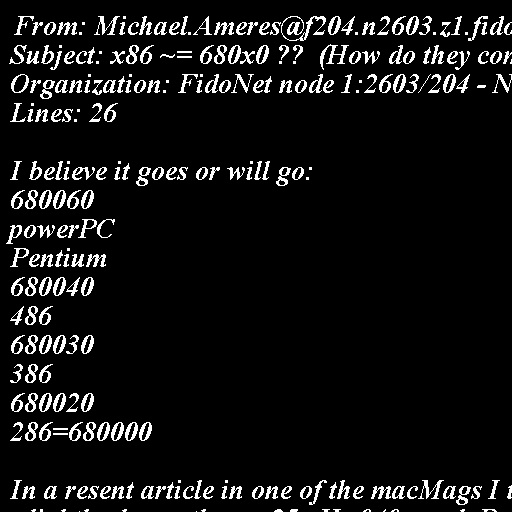 From: Michael.Ameres@f204.n2603.z1.fido
Subject: x86 ~= 680x0 ??  (How do they com
Organization: FidoNet node 1:2603/204 - N
Lines: 26

I believe it goes or will go:
680060
powerPC
Pentium
680040
486
680030
386
680020
286=680000

In a resent article in one of the macMags I t